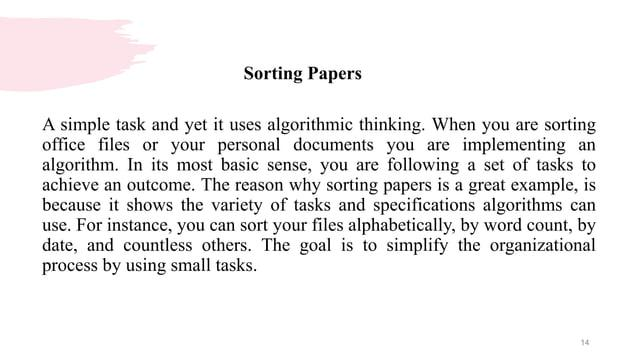 Sorting Papers
A simple task and yet it uses algorithmic thinking. When you are sorting
office files or your personal documents you are implementing an
algorithm. In its most basic sense, you are following a set of tasks to
achieve an outcome. The reason why sorting papers is a great example, is
because it shows the variety of tasks and specifications algorithms can
use. For instance, you can sort your files alphabetically, by word count, by
date, and countless others. The goal is to simplify the organizational
process by using small tasks.
14